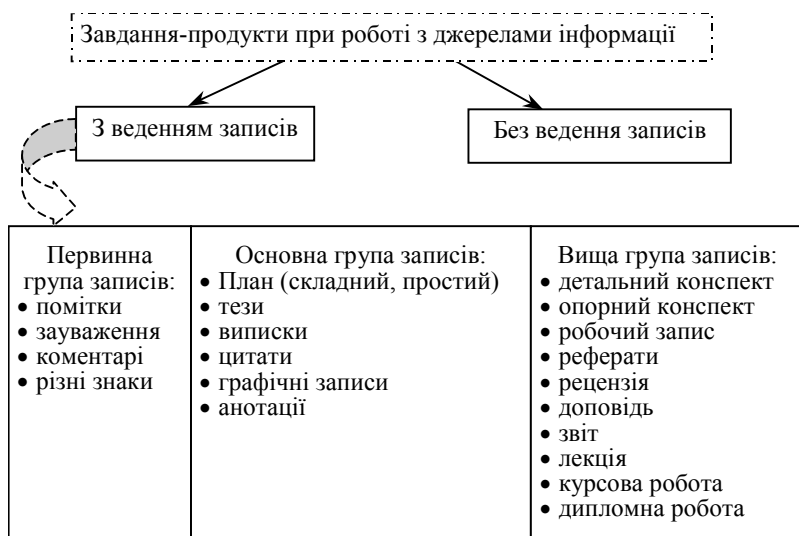 Завдання-продукти при роботі з джерелами інформації
З веденням записів
Без ведення записів
Первинна
група записів:
• помітки
• зауваження
• коментарі
• різні знаки
Основна група записів:
• План (складний, простий)
• тези
• виписки
• цитати
• графічні записи
• анотації
Вища група записів:
• детальний конспект
• опорний конспект
• робочий запис
• реферати
• рецензія
• доповідь
• звіт
• лекція
• курсова робота
• дипломна робота